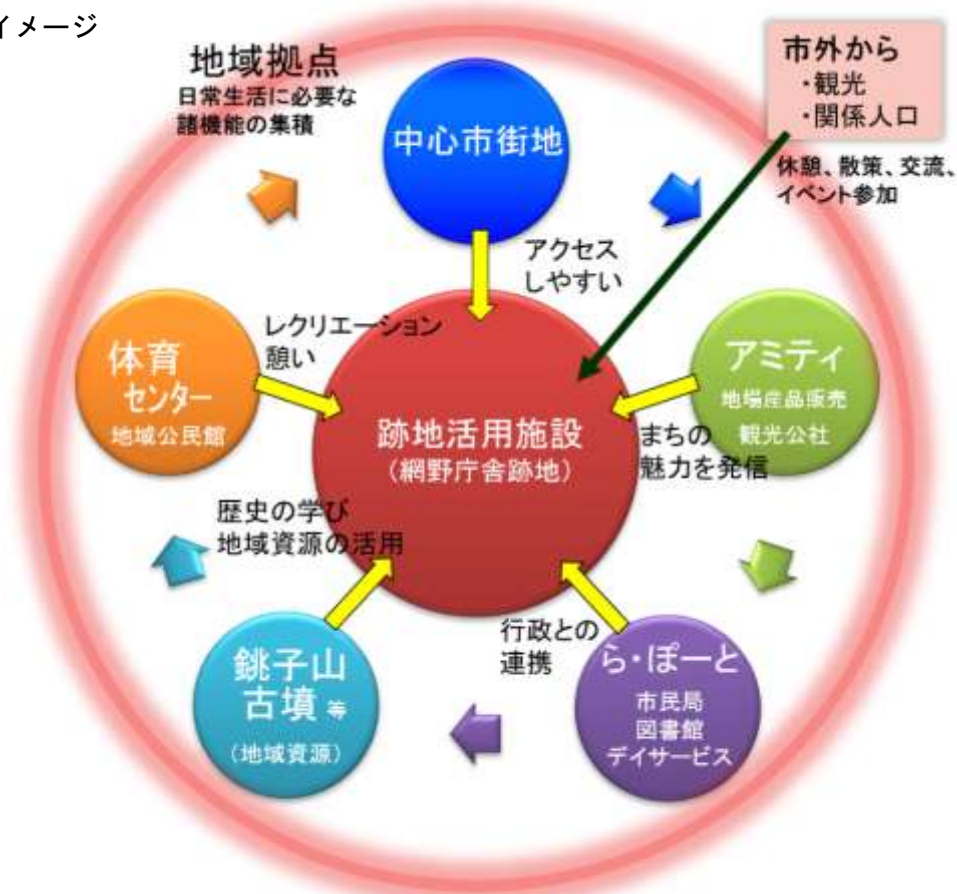 イメージ
地域拠点
日常生活に必要な
諸機能の集積
市外から
・観光
・関係人口
休憩、散策、交流、
イベント参加
中心市街地
アクセス
しやすい
体育
センター
地域公民館
レクリエーション
憩い
アミティ
地場産品販売
観光公社
まちの
魅力を発信
跡地活用施設
（網野庁舎跡地）
歴史の学び
地域資源の活用
銚子山
古墳 等
（地域資源）
行政との
連携
ら・ぽーと
市民局
図書館
デイサービス